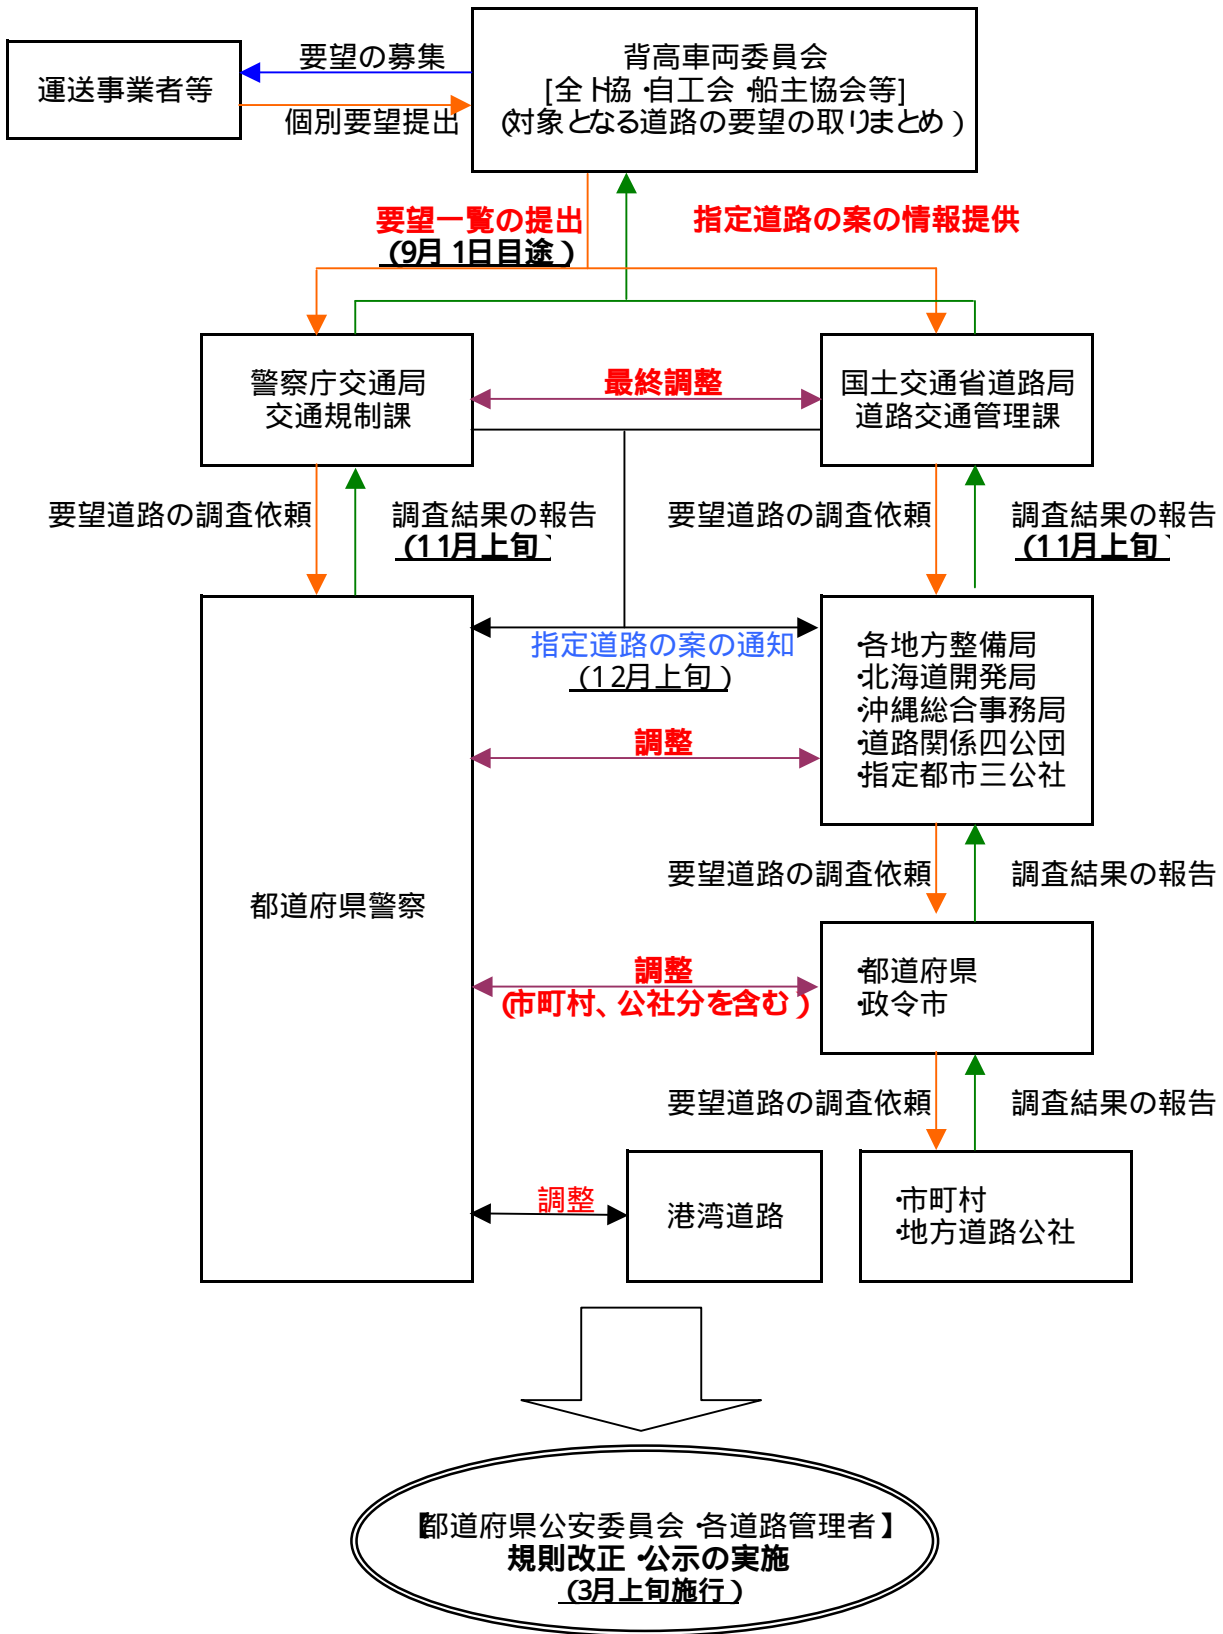 運送事業者等
要望の募集
個別要望提出
背高車両委員会
[全ト協・自工会・船主協会等]
(対象となる道路の要望の取りまとめ)
要望一覧の提出
(9月1日目途)
指定道路の案の情報提供
警察庁交通局
交通規制課
最終調整
国土交通省道路局
道路交通管理課
要望道路の調査依頼
調査結果の報告
(11月上旬)
要望道路の調査依頼
調査結果の報告
(11月上旬)
指定道路の案の通知
(12月上旬)
・各地方整備局
・北海道開発局
・沖縄総合事務局
・道路関係四公団
・指定都市三公社
調整
要望道路の調査依頼
調査結果の報告
都道府県警察
調整
(市町村、公社分を含む)
・都道府県
・政令市
要望道路の調査依頼
調査結果の報告
調整
港湾道路
・市町村
・地方道路公社
【都道府県公安委員会・各道路管理者】
規則改正・公示の実施
(3月上旬施行)